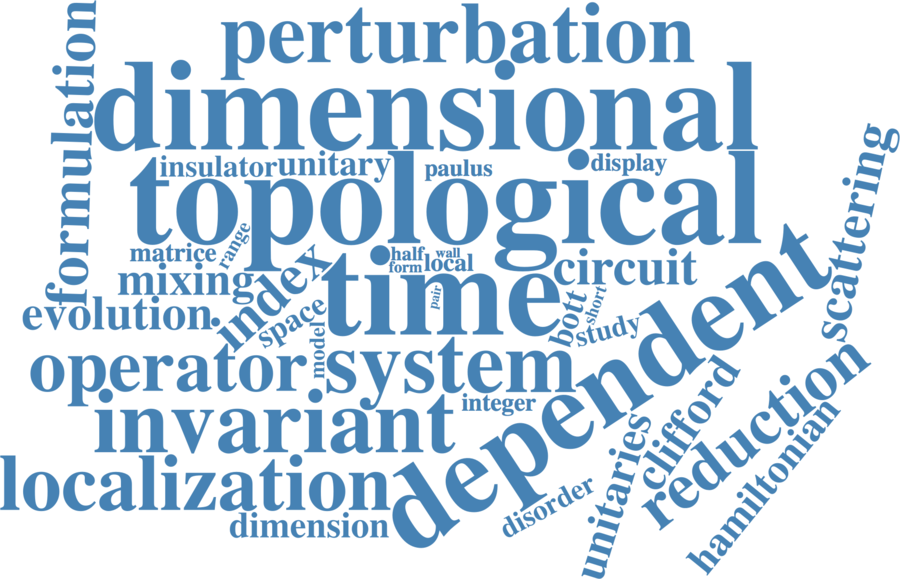 formulation
perturbation
dimensional
insulator
unitary
paulus
display
topological
scattering
matrice
range
half
wall
form
local
mixing
index
time
circuit
evolution
space
pair
bott
short
study
dependent
model
operator
system
invariant
integer
clifford
reduction
localization
dimension
disorder
unitaries
hamiltonian